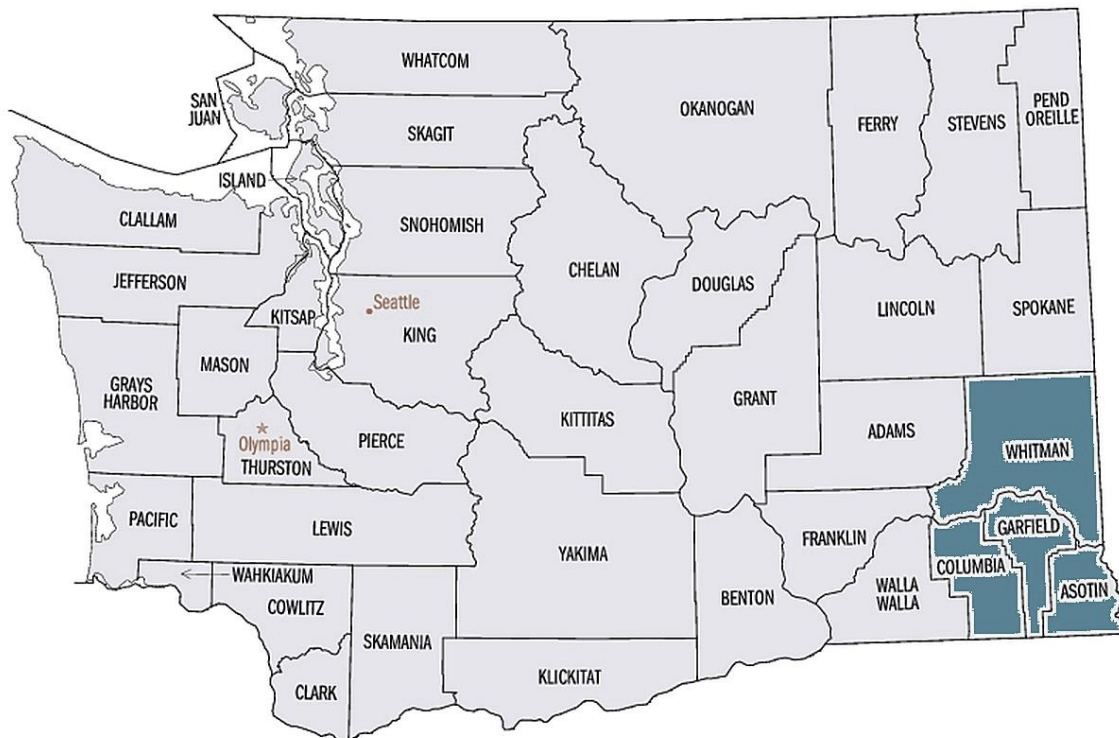 WHATCOM
SAN
JUAN
SKAGIT
OKANOGAN
FERRY
STEVENS
PEND
OREILLE
ISLAND
CLALLAM
SNOHOMISH
CHELAN
DOUGLAS
JEFFERSON
KITSAP
Seattle
KING
LINCOLN
SPOKANE
MASON
GRAYS
HARBOR
KITTITAS
GRANT
ADAMS
Olympia
THURSTON
PIERCE
WHITMAN
PACIFIC
LEWIS
YAKIMA
FRANKLIN
GARFIELD
COLUMBIA
WAHKIAKUM
COWLITZ
BENTON
WALLA
WALLA
ASOTIN
SKAMANIA
CLARK
KLICKITAT